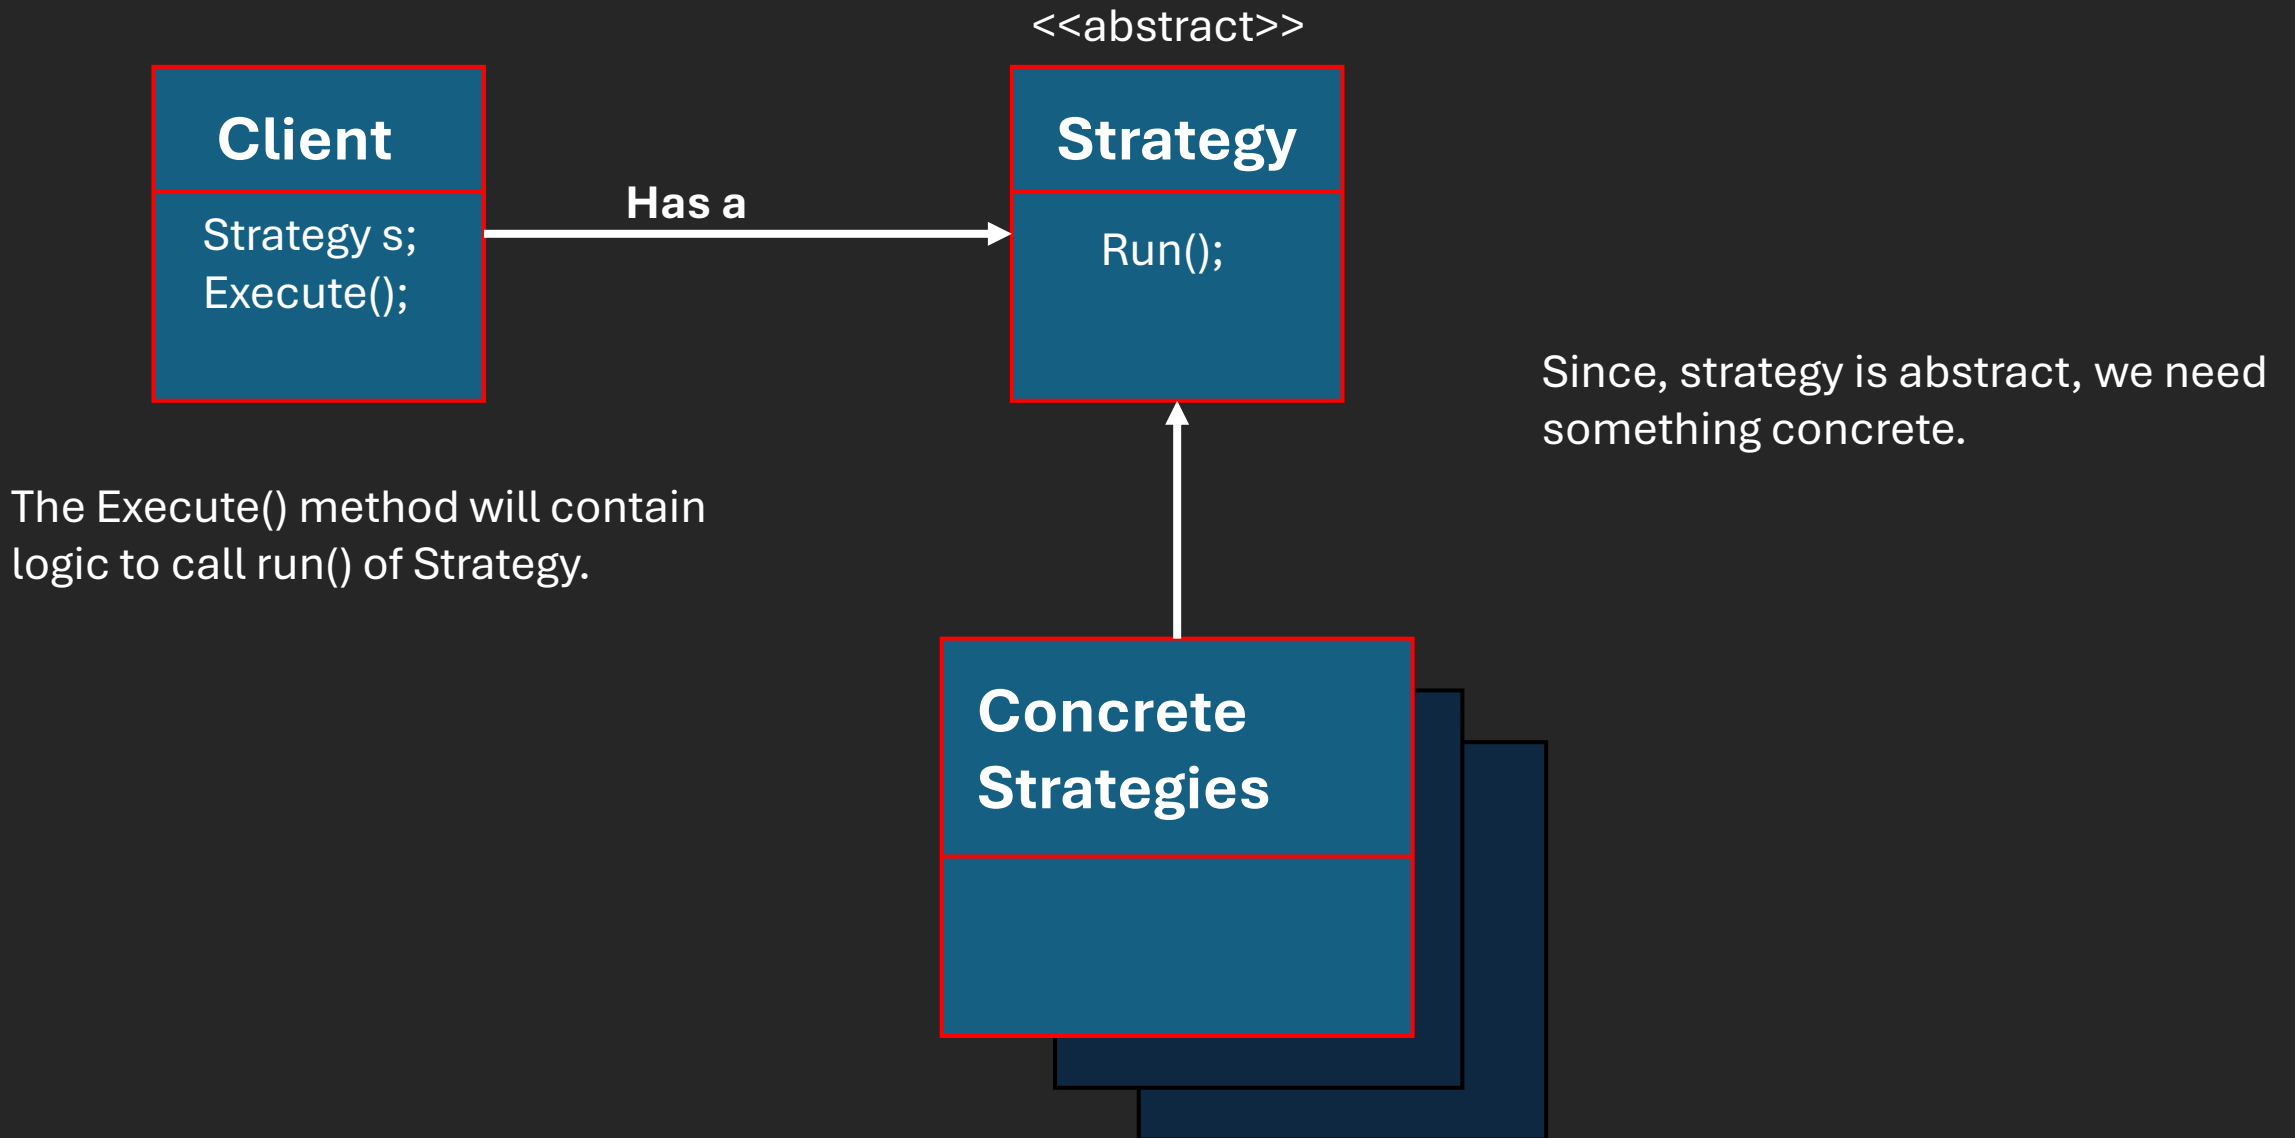 <<abstract>>
Client
Strategy s;
Execute();
Has a
Strategy
Run();
Since, strategy is abstract, we need
something concrete.
The Execute() method will contain
logic to call run() of Strategy.
Concrete
Strategies